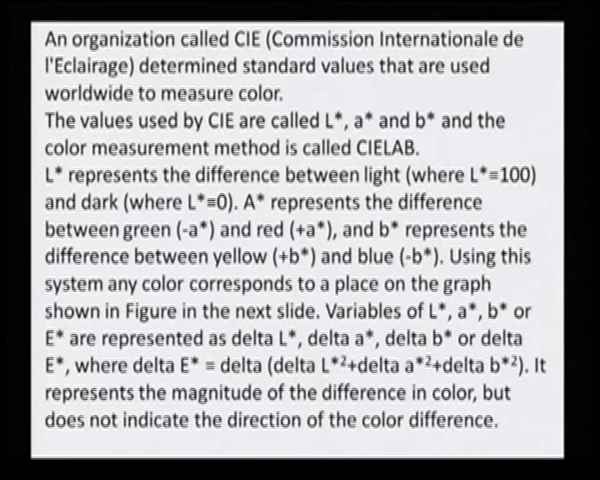 An organization called CIE (Commission Internationale de
l'Eclairage) determined standard values that are used
worldwide to measure color.
The values used by CIE are called L*, a* and b* and the
color measurement method is called CIELAB.
L* represents the difference between light (where L*=100)
and dark (where L*=0). A* represents the difference
between green (-a*) and red (+a*), and b* represents the
difference between yellow (+b*) and blue (-b*). Using this
system any color corresponds to a place on the graph
shown in Figure in the next slide. Variables of L*, a*, b* or
E* are represented as delta L*, delta a*, delta b* or delta
E*, where delta E* = delta (delta L*²+delta a*²+delta b*²). It
represents the magnitude of the difference in color, but
does not indicate the direction of the color difference.